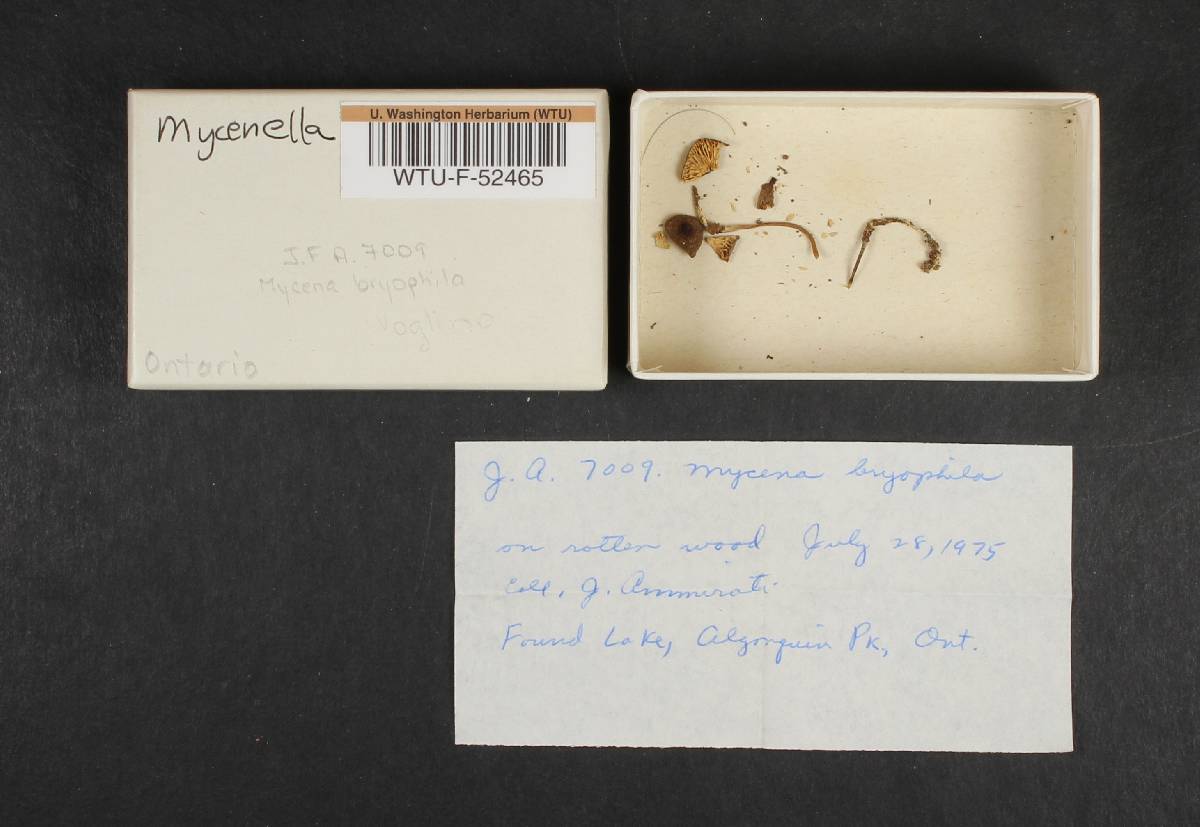 Mycenella
U. Washington Herbarium (WTU)
WTU-F-52465
J.F.A. 7009
Mycena bryophila
Voglino
Ontario
J. A. 7009. Mycena bryophila
on rotten wood July 28, 1975
Coll, J. Ammirati
Found Lake, Algonquin Pk, Ont.